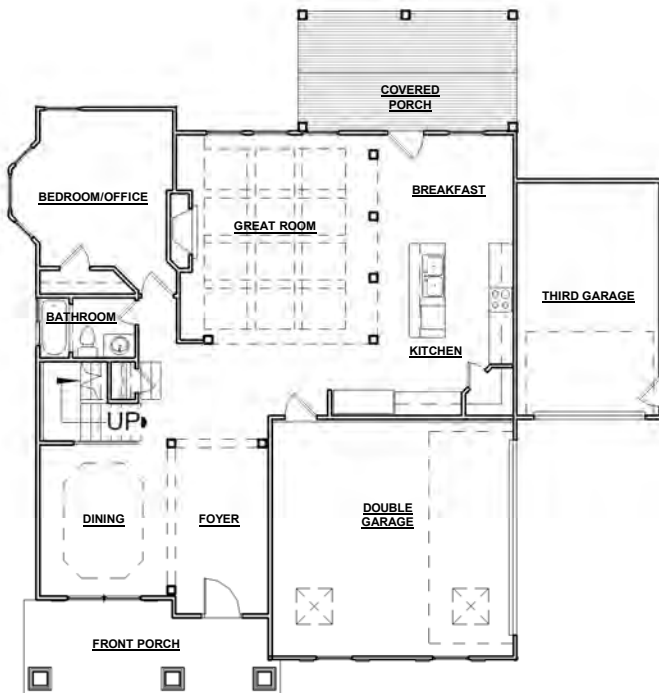 COVERED
PORCH
BEDROOM/OFFICE
BREAKFAST
GREAT ROOM
THIRD GARAGE
BATHROOM
KITCHEN
UP
DINING
FOYER
DOUBLE
GARAGE
FRONT PORCH